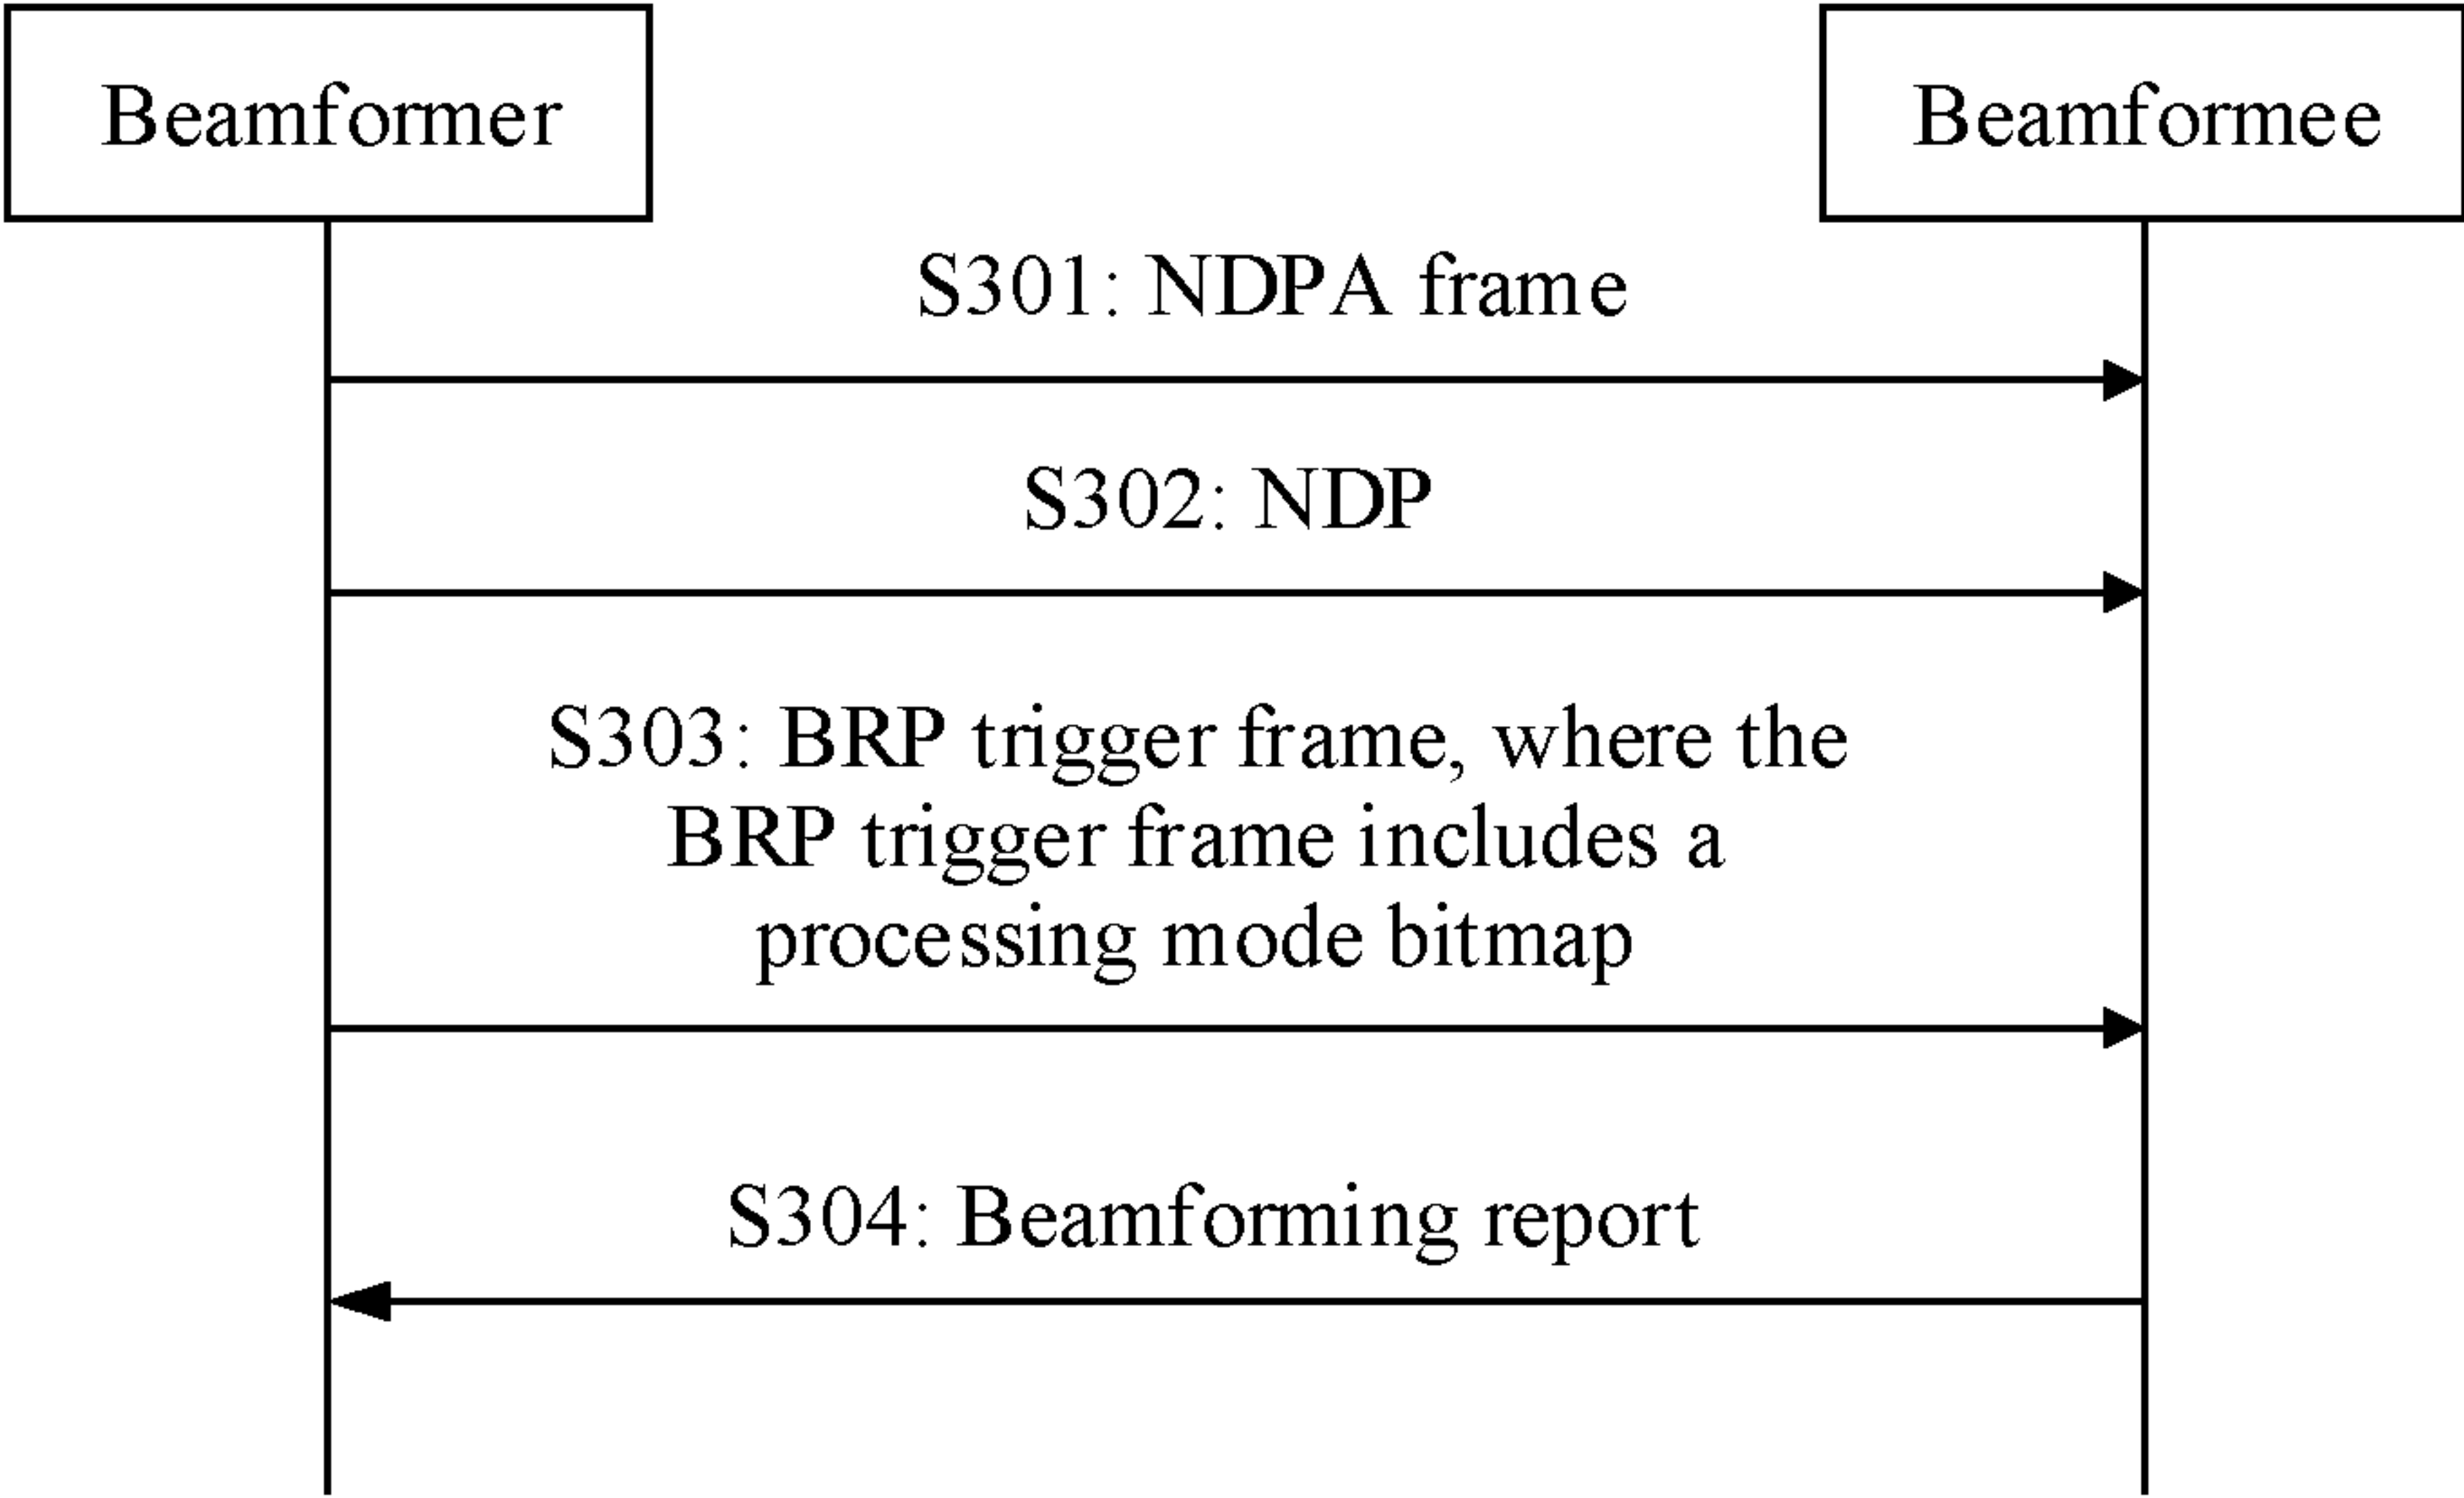 Beamformer
Beamformee
S301: NDPA frame
S302: NDP
S303: BRP trigger frame, where the
BRP trigger frame includes a
processing mode bitmap
S304: Beamforming report